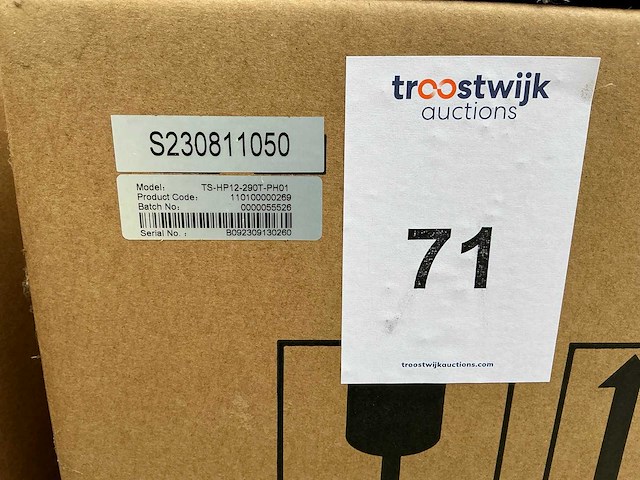 S230811050
Model: TS-HP12-290T-PH01
Product Code: 110100000269
Batch No: 0000055526
Serial No. : B092309130260
troostwijk
auctions
71
troostwijkauctions.com